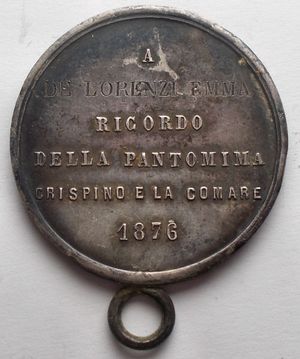 A
DE LORENZI EMMA
RICORDO
DELLA PANTOMIMA
CRISPINO E LA COMARE
1876